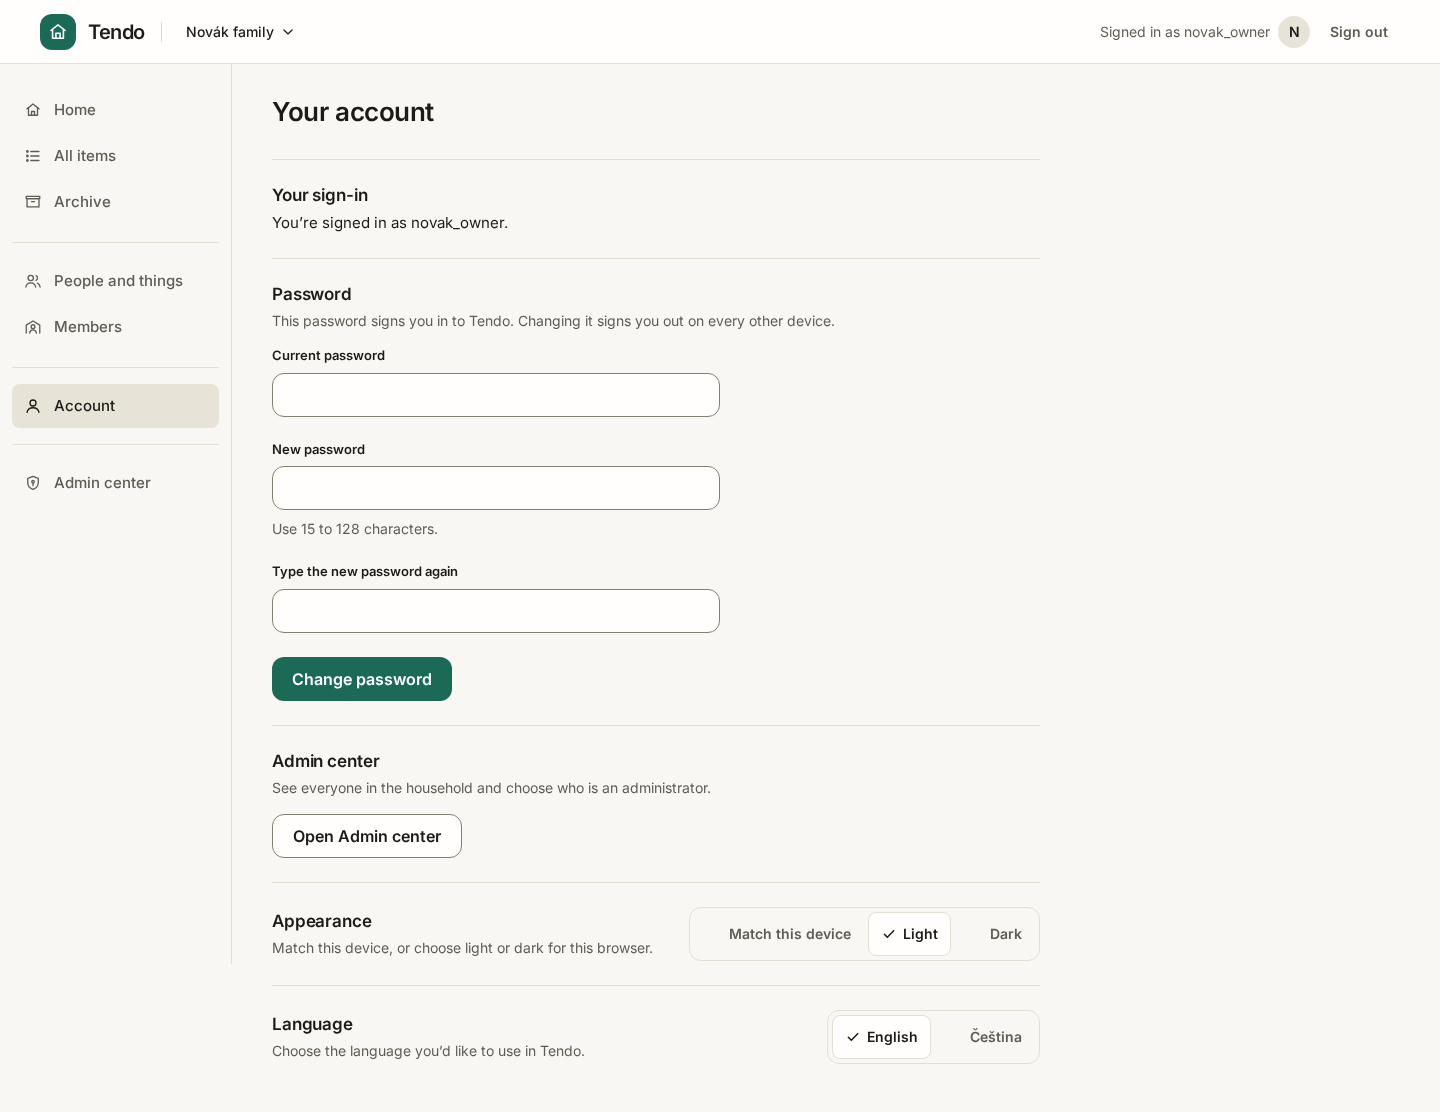 Tendo
Novák family
Signed in as novak_owner
N
Sign out
Home
All items
Archive
People and things
Members
Account
Admin center
Your account
Your sign-in
You’re signed in as novak_owner.
Password
This password signs you in to Tendo. Changing it signs you out on every other device.
Current password
New password
Use 15 to 128 characters.
Type the new password again
Change password
Admin center
See everyone in the household and choose who is an administrator.
Open Admin center
Appearance
Match this device, or choose light or dark for this browser.
Match this device
Light
Dark
Language
Choose the language you’d like to use in Tendo.
English
Čeština